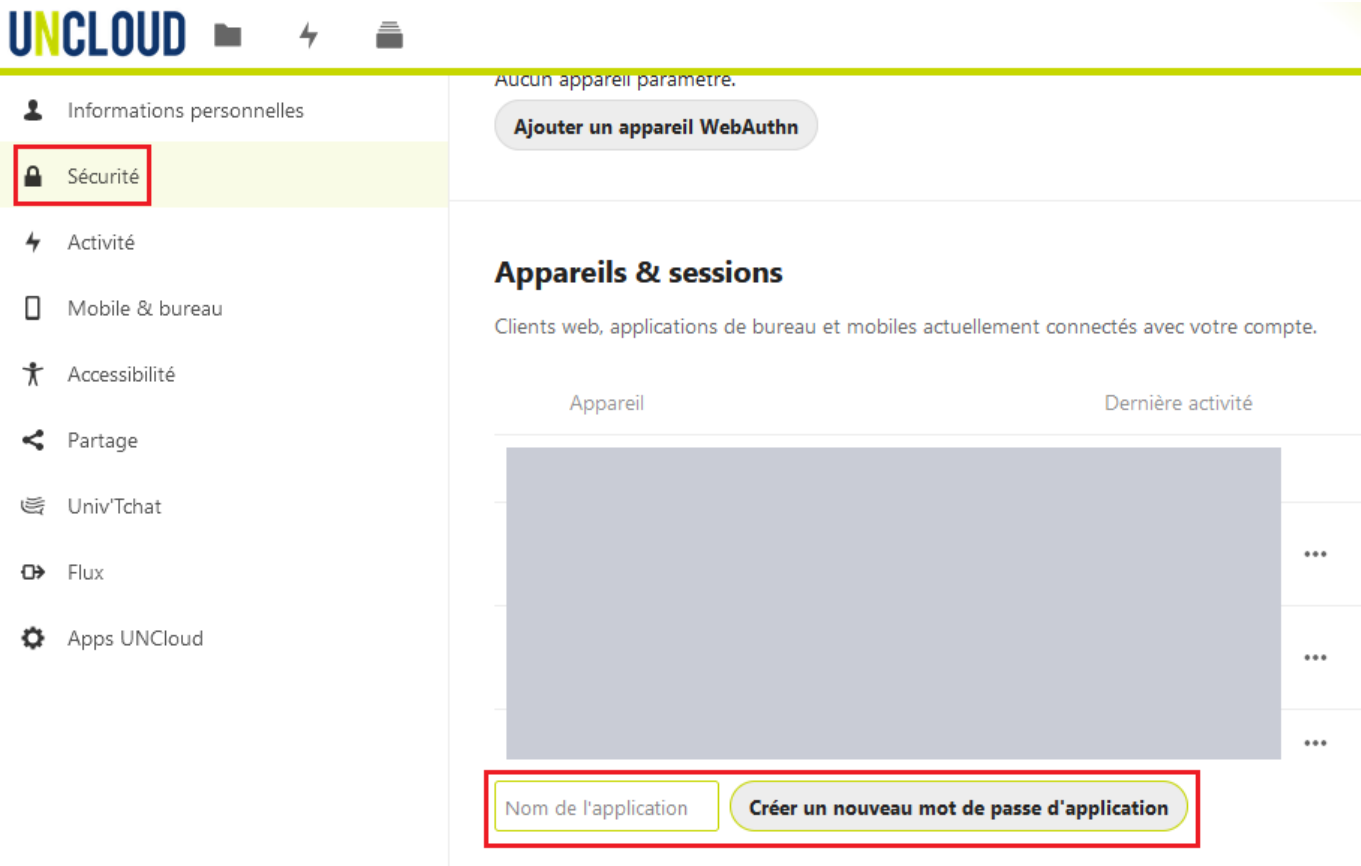 UNCLOUD
Informations personnelles
Sécurité
Activité
Mobile & bureau
Accessibilité
Partage
Univ'Tchat
Flux
Apps UNCloud
Aucun appareil paramétré.
Ajouter un appareil WebAuthn
Appareils & sessions
Clients web, applications de bureau et mobiles actuellement connectés avec votre compte.
Appareil Dernière activité
Nom de l'application Créer un nouveau mot de passe d'application